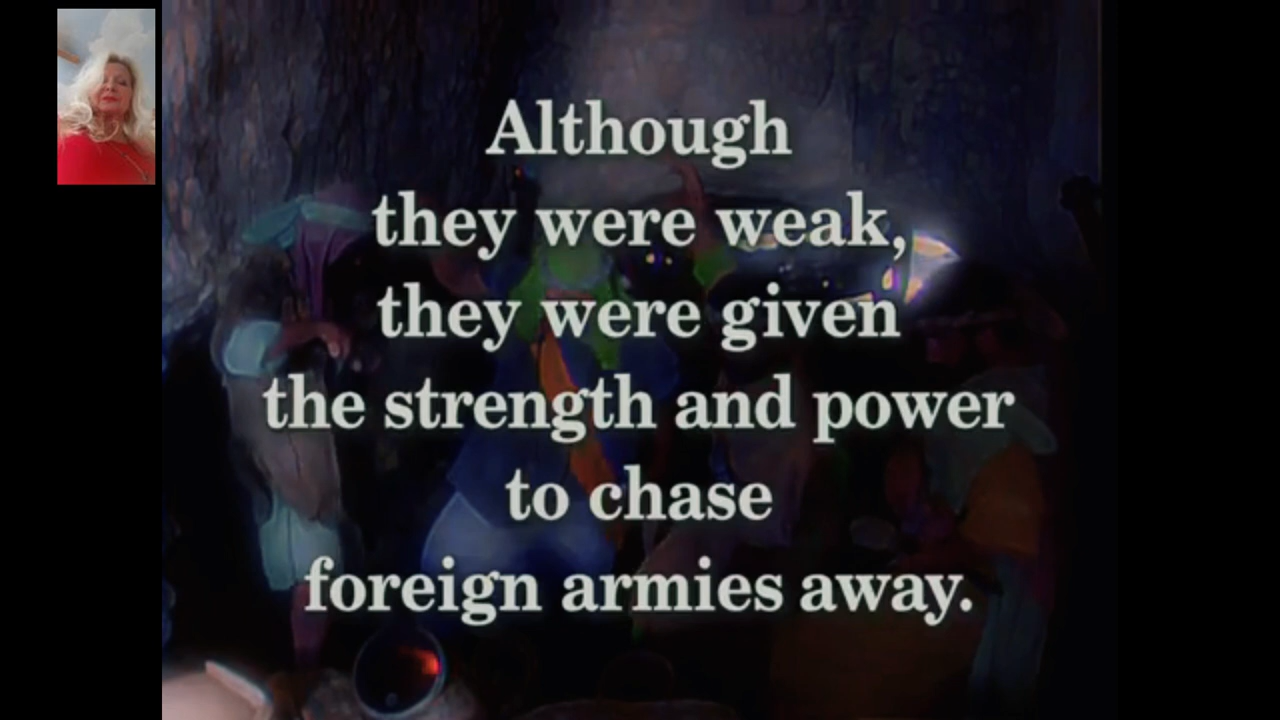 Although
they were weak,
they were given
the strength and power
to chase
foreign armies away.